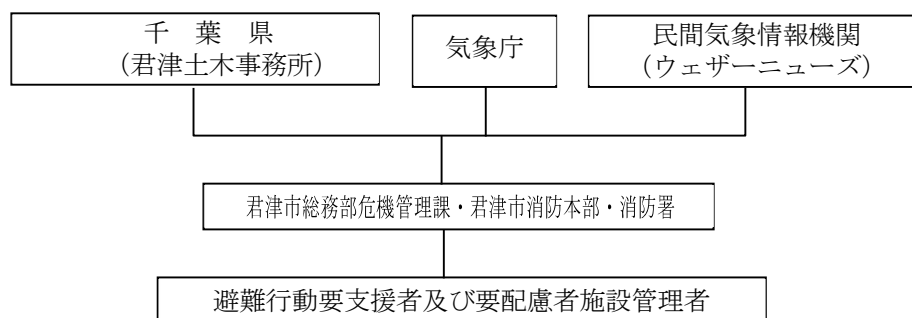 千　葉　県
（君津土木事務所）
気象庁
民間気象情報機関
（ウェザーニューズ）
君津市総務部危機管理課・君津市消防本部・消防署
避難行動要支援者及び要配慮者施設管理者